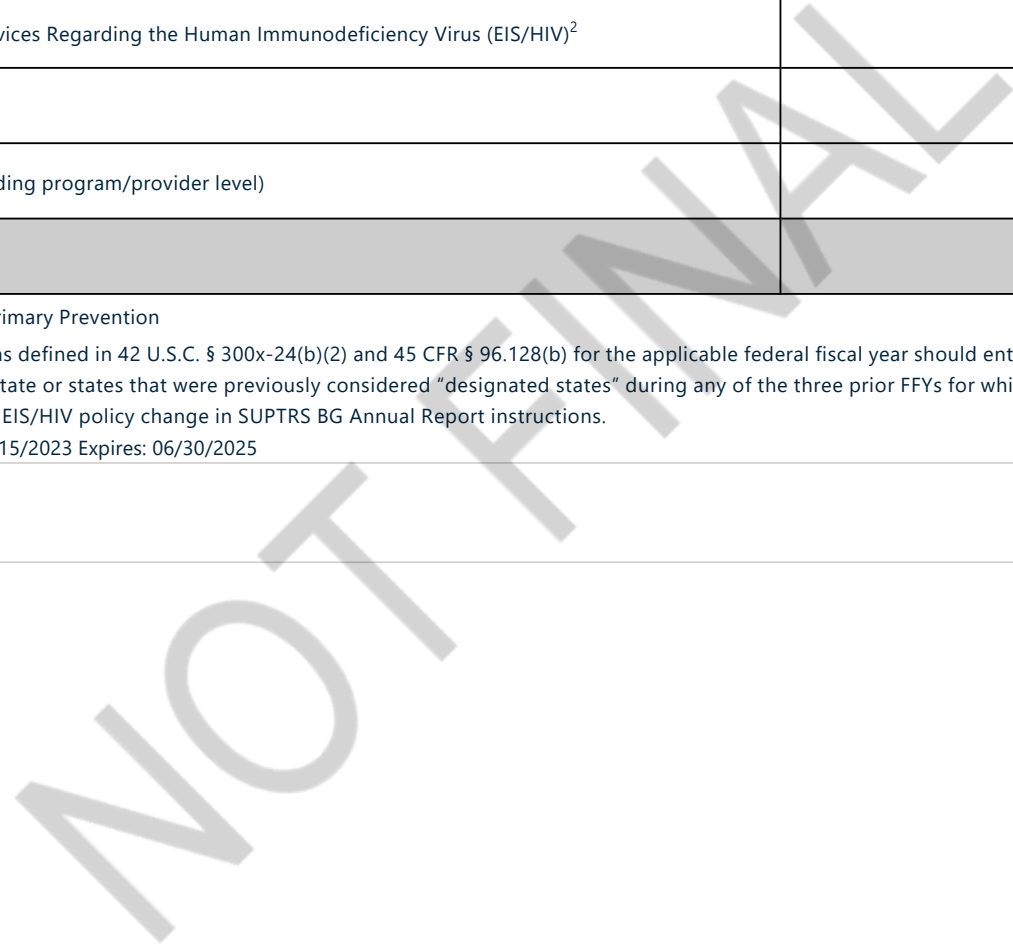 vices Regarding the Human Immunodeficiency Virus (EIS/HIV)2
ding program/provider level)
rimary Prevention
as defined in 42 U.S.C. § 300x-24(b)(2) and 45 CFR § 96.128(b) for the applicable federal fiscal year should ent
tate or states that were previously considered “designated states” during any of the three prior FFYs for whi
EIS/HIV policy change in SUPTRS BG Annual Report instructions.
15/2023 Expires: 06/30/2025
NOT FINAL